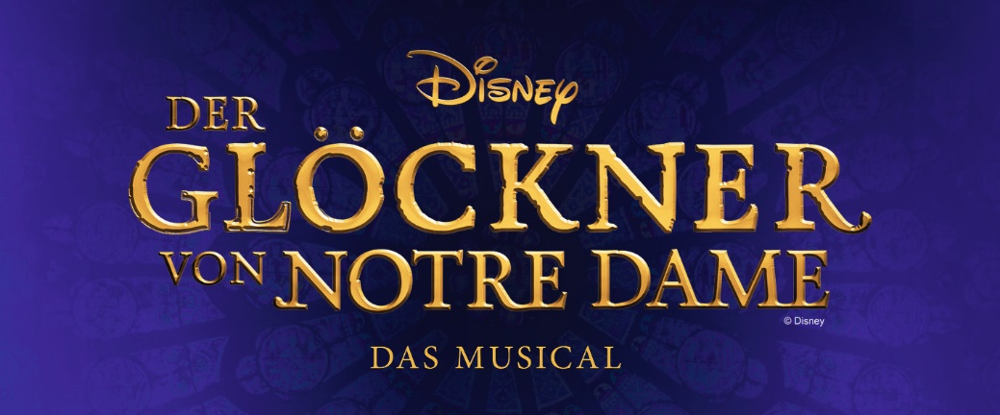 Disney
DER
GLÖCKNER
VON NOTRE DAME
© Disney
DAS MUSICAL